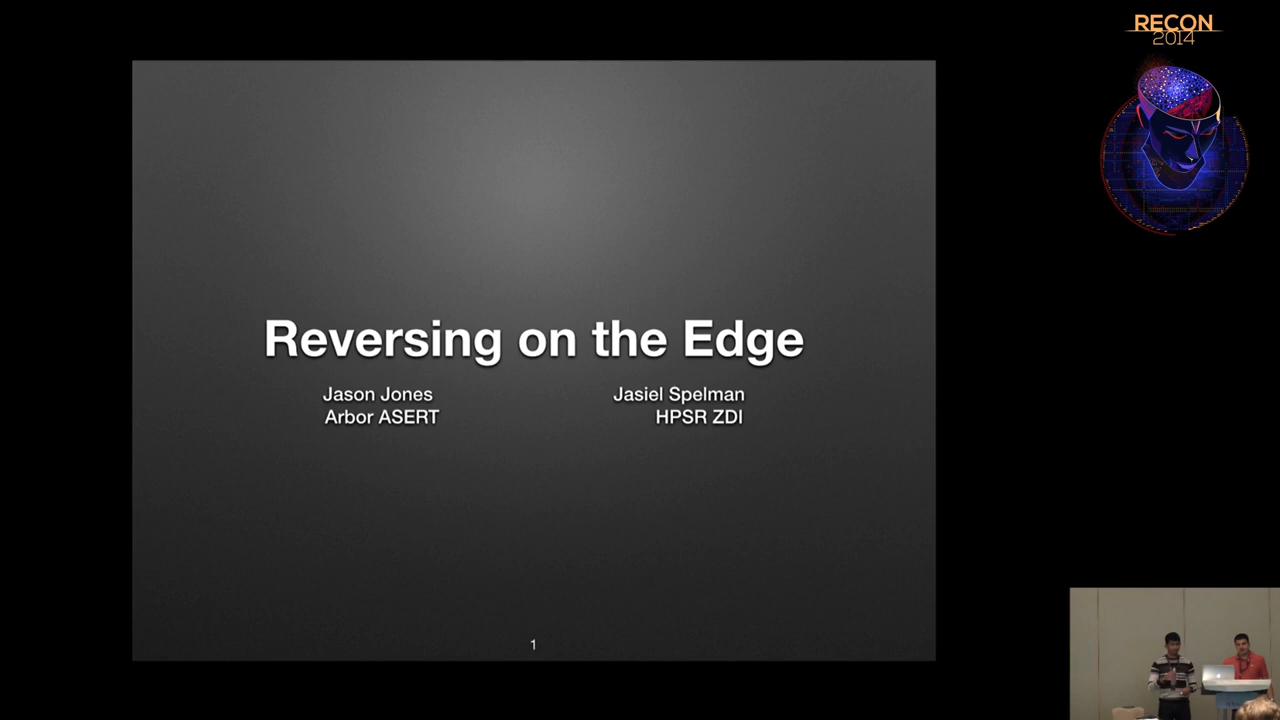 RECON
2014
Reversing on the Edge
Jason Jones
Arbor ASERT
Jasiel Spelman
HPSR ZDI
1